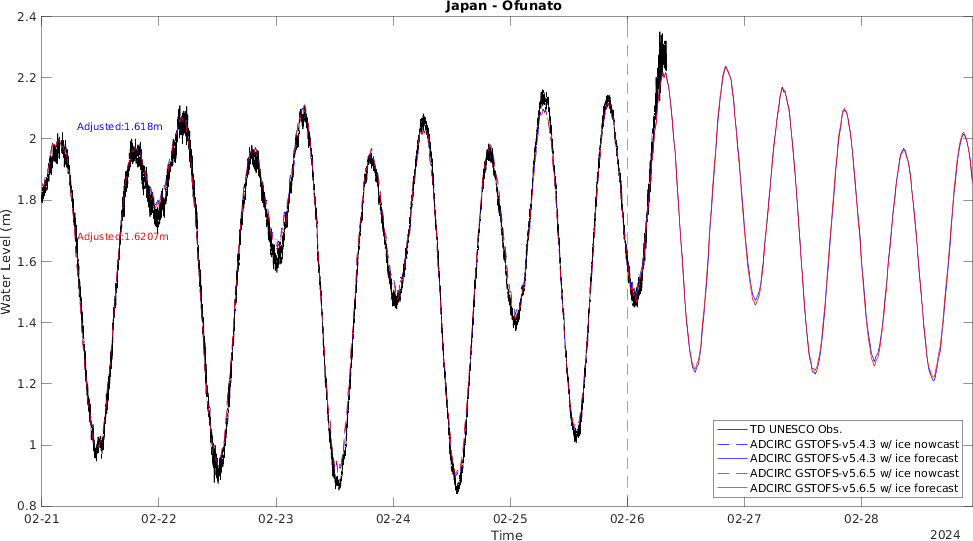 Japan - Ofunato
2.4
2.2
2
1.8
1.6
1.4
1.2
1
0.8
Water Level (m)
Adjusted:1.618m
Adjusted:1.6207m
TD UNESCO Obs.
ADCIRC GSTOFS-v5.4.3 w/ ice nowcast
ADCIRC GSTOFS-v5.4.3 w/ ice forecast
ADCIRC GSTOFS-v5.6.5 w/ ice nowcast
ADCIRC GSTOFS-v5.6.5 w/ ice forecast
02-21 02-22 02-23 02-24 02-25 02-26 02-27 02-28
Time
2024